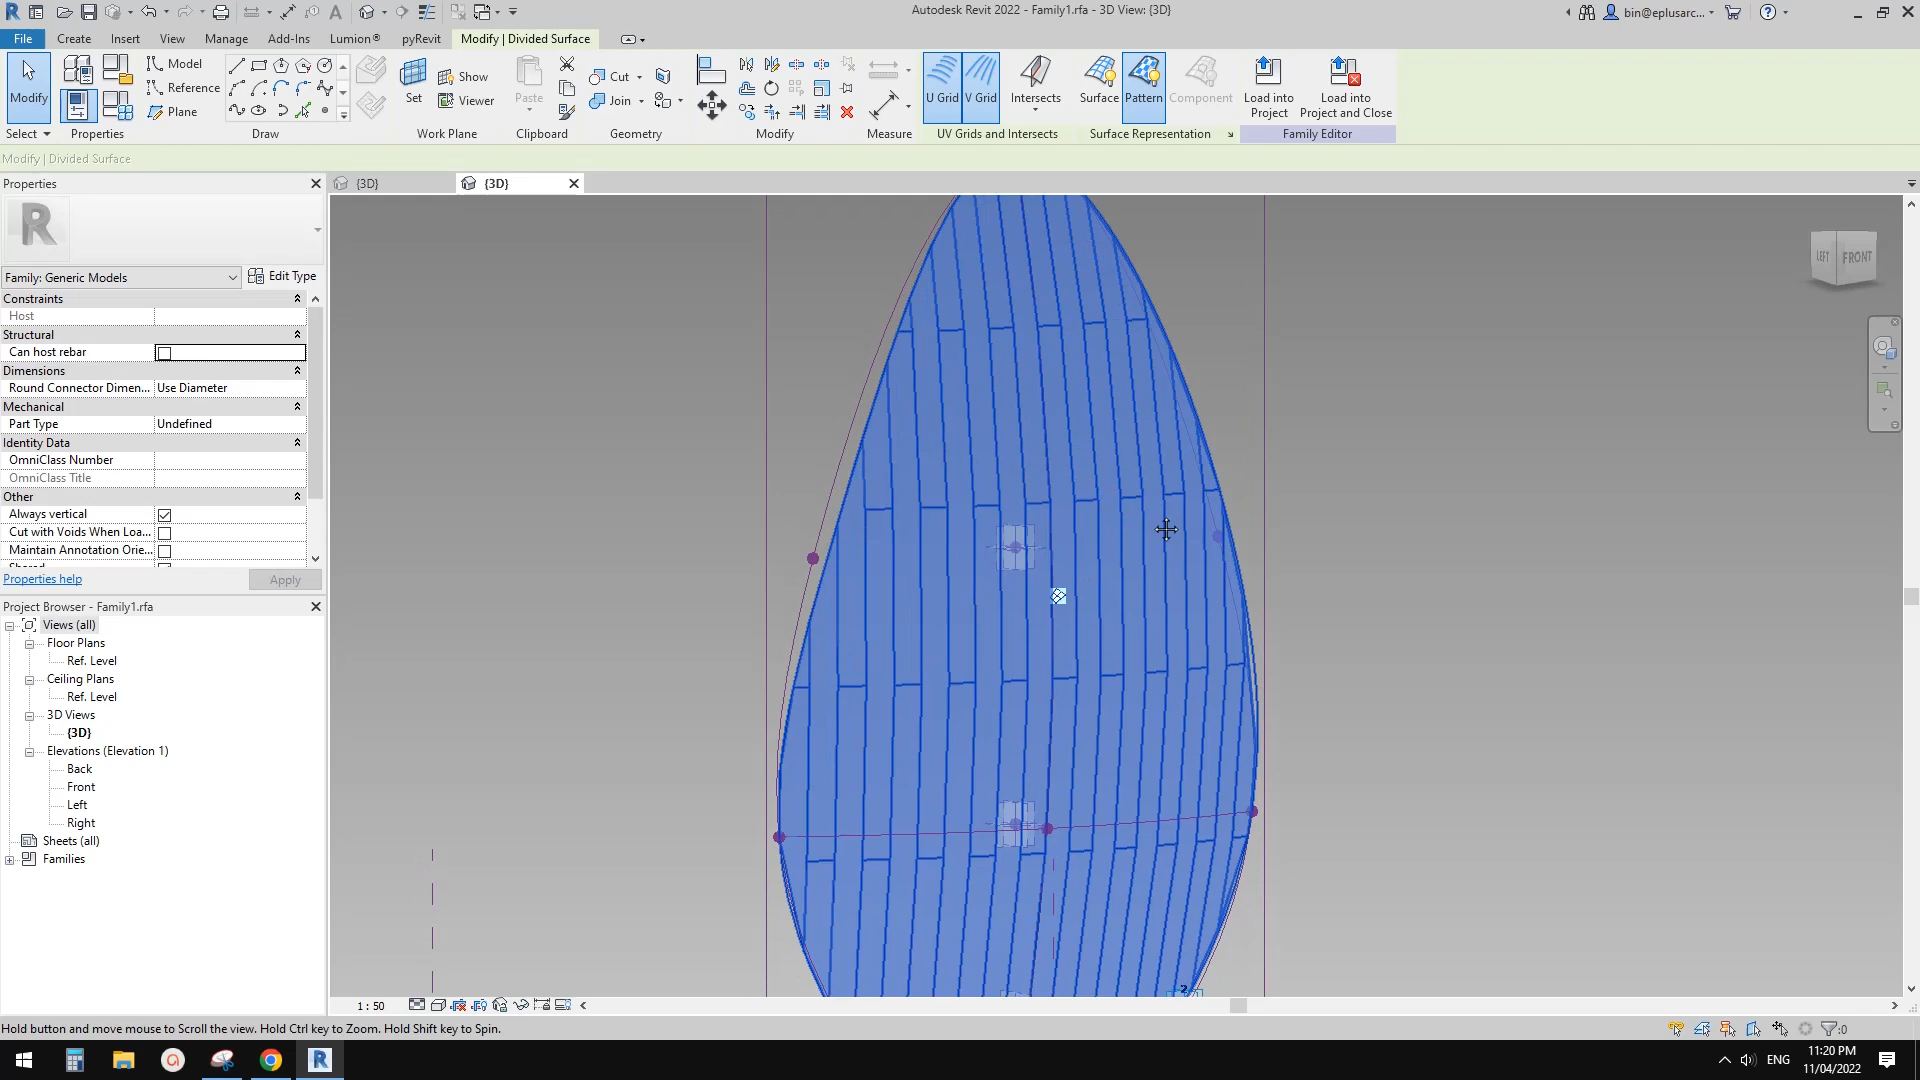 Autodesk Revit 2022 - Family1.rfa - 3D View: {3D}
bin@eplusarc...
File Create Insert View Manage Add-Ins Lumion® pyRevit Modify | Divided Surface
Modify
Select
Properties
Model
Reference
Plane
Draw
Set
Show
Viewer
Work Plane
Paste
Clipboard
Cut
Join
Geometry
Modify
Measure
U Grid V Grid Intersects
UV Grids and Intersects
Surface Pattern Component
Surface Representation
Load into
Project
Load into
Project and Close
Family Editor
Modify | Divided Surface
Properties
{3D}
{3D}
R
Family: Generic Models
Edit Type
Constraints
Host
Structural
Can host rebar
Dimensions
Round Connector Dimen... Use Diameter
Mechanical
Part Type Undefined
Identity Data
OmniClass Number
OmniClass Title
Other
Always vertical
Cut with Voids When Loa...
Maintain Annotation Orie...
Properties help
Apply
Project Browser - Family1.rfa
Views (all)
Floor Plans
Ref. Level
Ceiling Plans
Ref. Level
3D Views
{3D}
Elevations (Elevation 1)
Back
Front
Left
Right
Sheets (all)
Families
LEFT FRONT
2
1 : 50
Hold button and move mouse to Scroll the view. Hold Ctrl key to Zoom. Hold Shift key to Spin.
:0
ENG
11:20 PM
11/04/2022